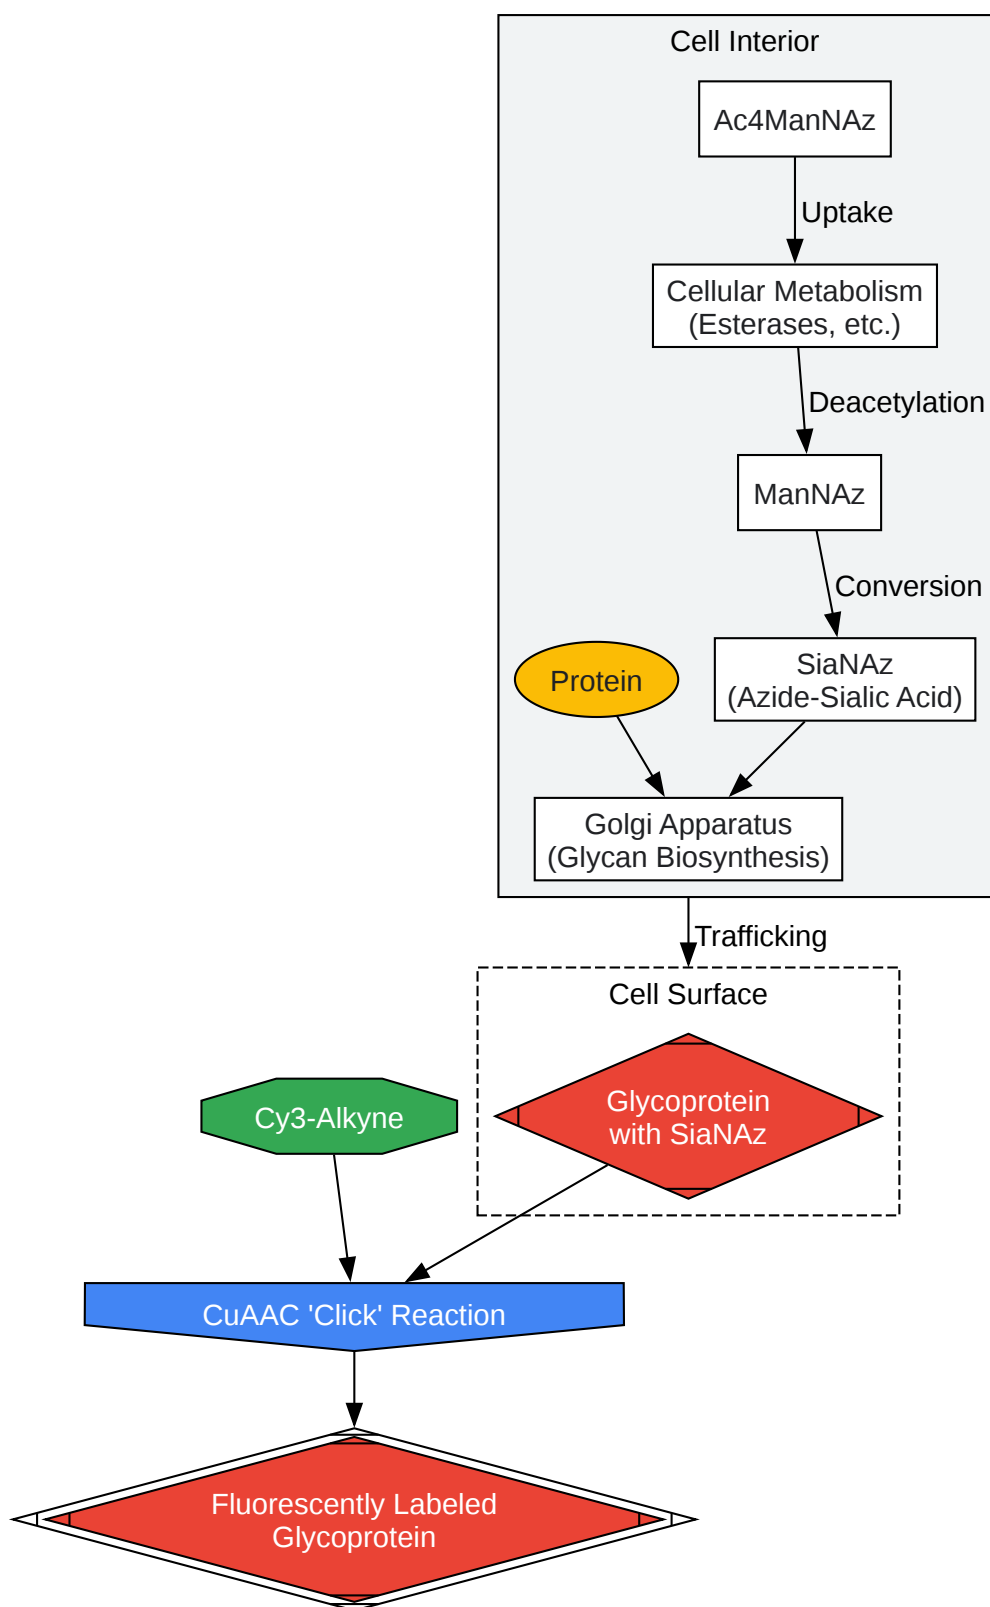 Cell Interior
Ac4ManNAz
Uptake
Cellular Metabolism
(Esterases, etc.)
Deacetylation
ManNAz
Conversion
Protein
SiaNAz
(Azide-Sialic Acid)
Golgi Apparatus
(Glycan Biosynthesis)
Trafficking
Cell Surface
Glycoprotein
with SiaNAz
Cy3-Alkyne
CuAAC 'Click' Reaction
Fluorescently Labeled
Glycoprotein